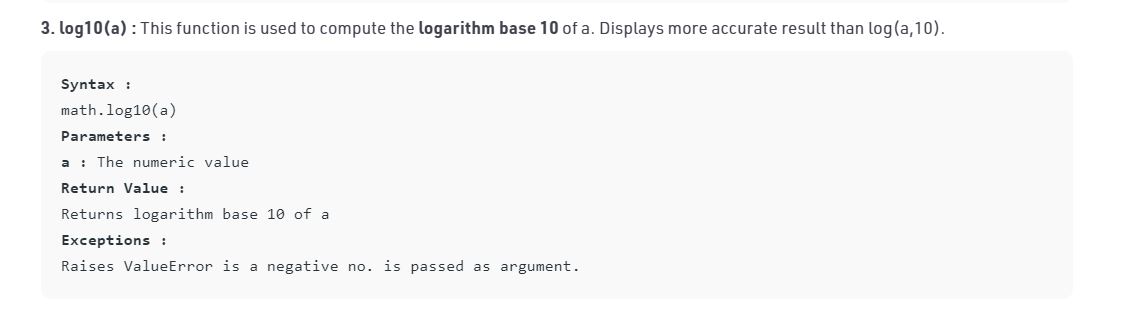 3. log10(a) : This function is used to compute the logarithm base 10 of a. Displays more accurate result than log(a,10).
Syntax :
math.log10(a)
Parameters :
a : The numeric value
Return Value :
Returns logarithm base 10 of a
Exceptions :
Raises ValueError is a negative no. is passed as argument.